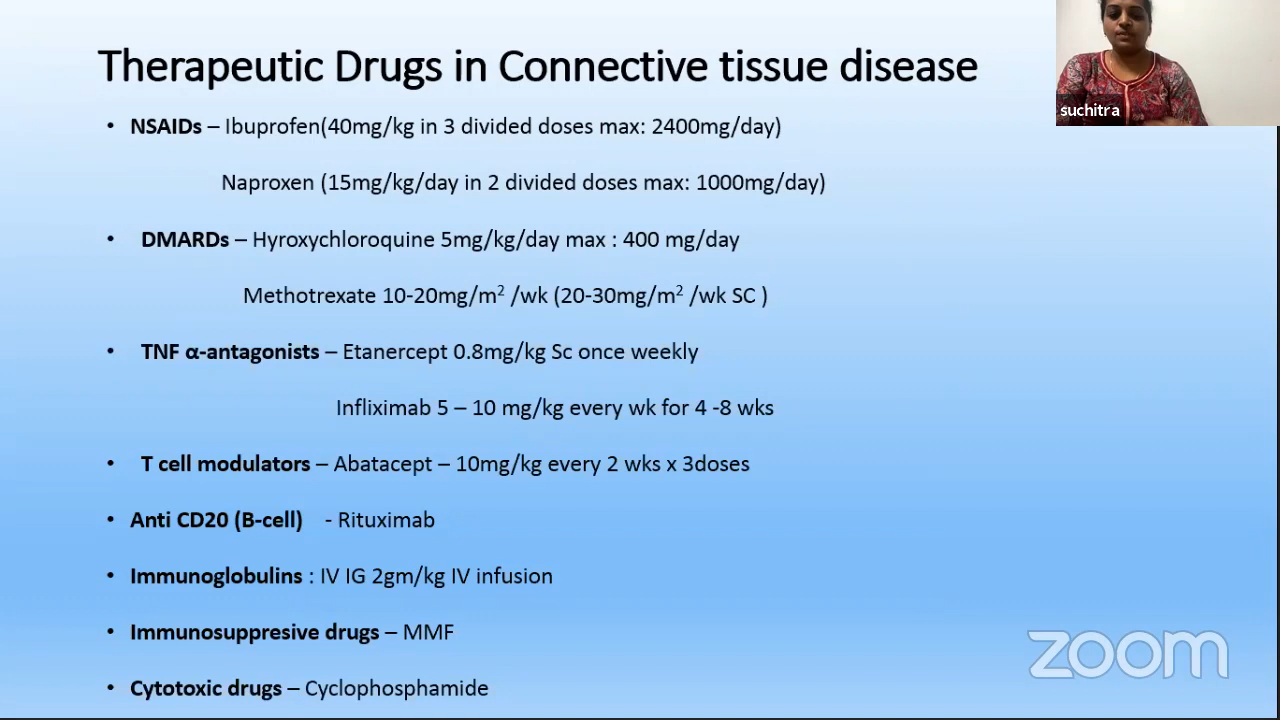 Therapeutic Drugs in Connective tissue disease
suchitra
• NSAIDs – Ibuprofen(40mg/kg in 3 divided doses max: 2400mg/day)
Naproxen (15mg/kg/day in 2 divided doses max: 1000mg/day)
• DMARDs – Hyroxychloroquine 5mg/kg/day max : 400 mg/day
Methotrexate 10-20mg/m² /wk (20-30mg/m² /wk SC )
• TNF α-antagonists – Etanercept 0.8mg/kg Sc once weekly
Infliximab 5 – 10 mg/kg every wk for 4 -8 wks
• T cell modulators – Abatacept – 10mg/kg every 2 wks x 3doses
• Anti CD20 (B-cell) - Rituximab
• Immunoglobulins : IV IG 2gm/kg IV infusion
• Immunosuppresive drugs – MMF
• Cytotoxic drugs – Cyclophosphamide
zoom